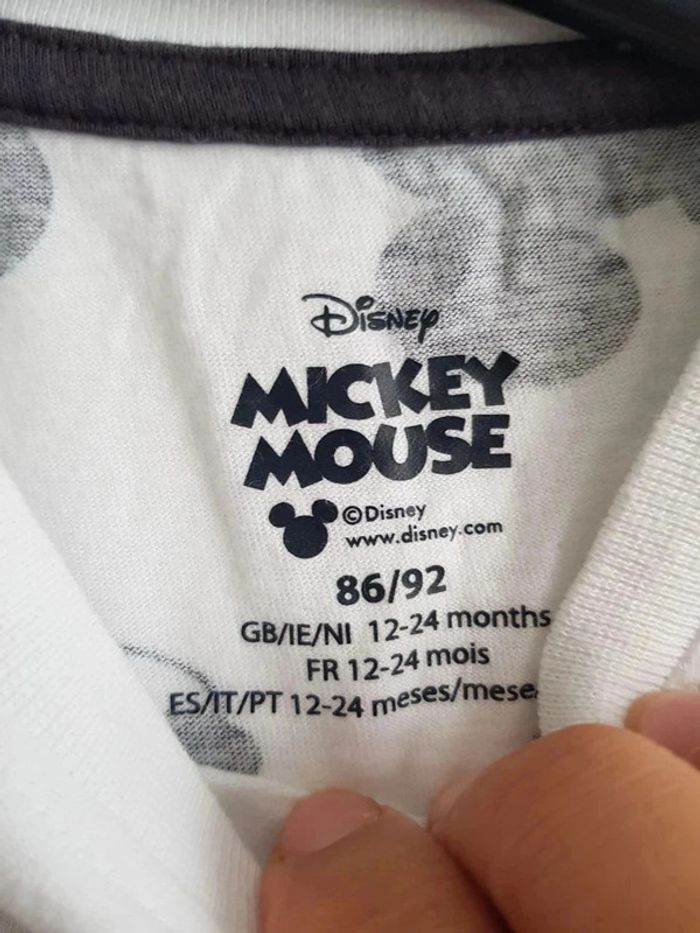 Disney
MICKEY
MOUSE
©Disney
www.disney.com
86/92
GB/IE/NI 12-24 months
FR 12-24 mois
ES/IT/PT 12-24 meses/mese